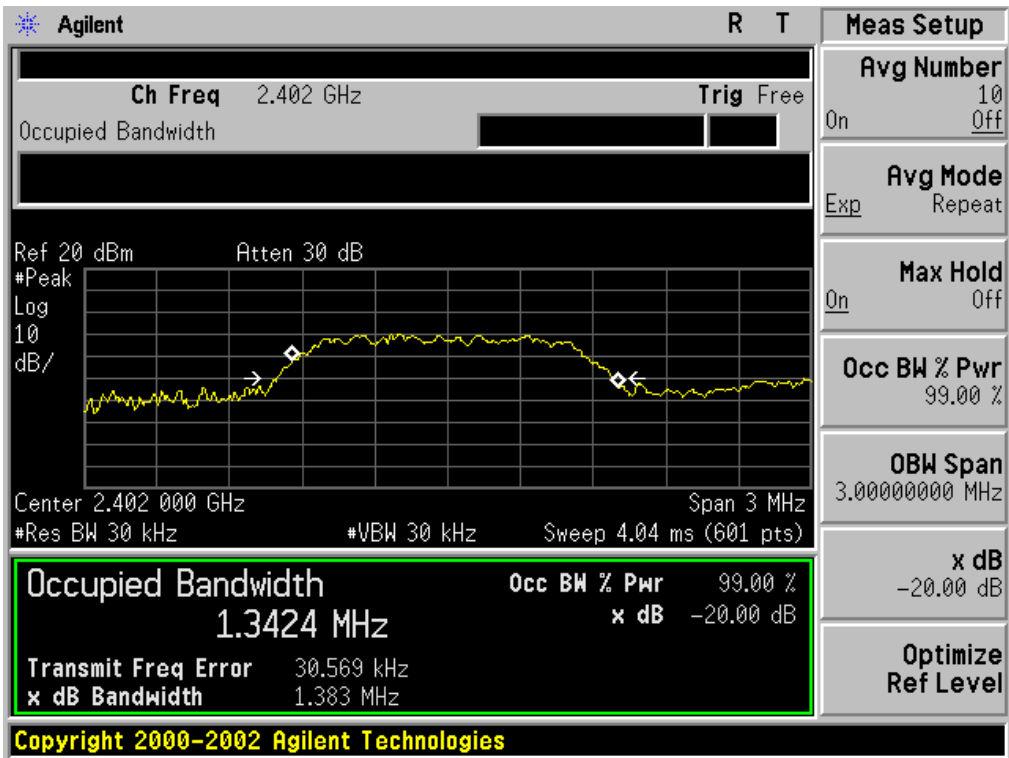 Agilent R T
Ch Freq 2.402 GHz Trig Free
Occupied Bandwidth
Ref 20 dBm Atten 30 dB
#Peak
Log
10
dB/
Center 2.402 000 GHz Span 3 MHz
#Res BW 30 kHz #VBW 30 kHz Sweep 4.04 ms (601 pts)
Occupied Bandwidth Occ BW % Pwr 99.00 %
1.3424 MHz x dB -20.00 dB
Transmit Freq Error 30.569 kHz
x dB Bandwidth 1.383 MHz
Copyright 2000-2002 Agilent Technologies
Meas Setup
Avg Number
10
On Off
Avg Mode
Exp Repeat
Max Hold
On Off
Occ BW % Pwr
99.00 %
OBW Span
3.00000000 MHz
x dB
-20.00 dB
Optimize
Ref Level